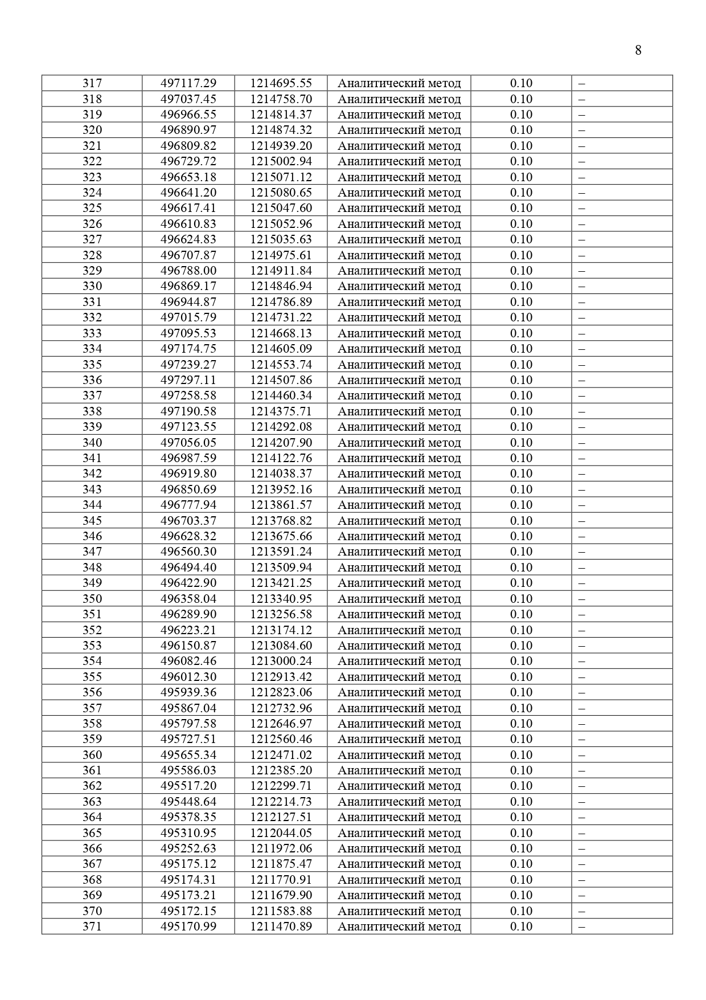 8
317 497117.29 1214695.55 Аналитический метод 0.10 –
318 497037.45 1214758.70 Аналитический метод 0.10 –
319 496966.55 1214814.37 Аналитический метод 0.10 –
320 496890.97 1214874.32 Аналитический метод 0.10 –
321 496809.82 1214939.20 Аналитический метод 0.10 –
322 496729.72 1215002.94 Аналитический метод 0.10 –
323 496653.18 1215071.12 Аналитический метод 0.10 –
324 496641.20 1215080.65 Аналитический метод 0.10 –
325 496617.41 1215047.60 Аналитический метод 0.10 –
326 496610.83 1215052.96 Аналитический метод 0.10 –
327 496624.83 1215035.63 Аналитический метод 0.10 –
328 496707.87 1214975.61 Аналитический метод 0.10 –
329 496788.00 1214911.84 Аналитический метод 0.10 –
330 496869.17 1214846.94 Аналитический метод 0.10 –
331 496944.87 1214786.89 Аналитический метод 0.10 –
332 497015.79 1214731.22 Аналитический метод 0.10 –
333 497095.53 1214668.13 Аналитический метод 0.10 –
334 497174.75 1214605.09 Аналитический метод 0.10 –
335 497239.27 1214553.74 Аналитический метод 0.10 –
336 497297.11 1214507.86 Аналитический метод 0.10 –
337 497258.58 1214460.34 Аналитический метод 0.10 –
338 497190.58 1214375.71 Аналитический метод 0.10 –
339 497123.55 1214292.08 Аналитический метод 0.10 –
340 497056.05 1214207.90 Аналитический метод 0.10 –
341 496987.59 1214122.76 Аналитический метод 0.10 –
342 496919.80 1214038.37 Аналитический метод 0.10 –
343 496850.69 1213952.16 Аналитический метод 0.10 –
344 496777.94 1213861.57 Аналитический метод 0.10 –
345 496703.37 1213768.82 Аналитический метод 0.10 –
346 496628.32 1213675.66 Аналитический метод 0.10 –
347 496560.30 1213591.24 Аналитический метод 0.10 –
348 496494.40 1213509.94 Аналитический метод 0.10 –
349 496422.90 1213421.25 Аналитический метод 0.10 –
350 496358.04 1213340.95 Аналитический метод 0.10 –
351 496289.90 1213256.58 Аналитический метод 0.10 –
352 496223.21 1213174.12 Аналитический метод 0.10 –
353 496150.87 1213084.60 Аналитический метод 0.10 –
354 496082.46 1213000.24 Аналитический метод 0.10 –
355 496012.30 1212913.42 Аналитический метод 0.10 –
356 495939.36 1212823.06 Аналитический метод 0.10 –
357 495867.04 1212732.96 Аналитический метод 0.10 –
358 495797.58 1212646.97 Аналитический метод 0.10 –
359 495727.51 1212560.46 Аналитический метод 0.10 –
360 495655.34 1212471.02 Аналитический метод 0.10 –
361 495586.03 1212385.20 Аналитический метод 0.10 –
362 495517.20 1212299.71 Аналитический метод 0.10 –
363 495448.64 1212214.73 Аналитический метод 0.10 –
364 495378.35 1212127.51 Аналитический метод 0.10 –
365 495310.95 1212044.05 Аналитический метод 0.10 –
366 495252.63 1211972.06 Аналитический метод 0.10 –
367 495175.12 1211875.47 Аналитический метод 0.10 –
368 495174.31 1211770.91 Аналитический метод 0.10 –
369 495173.21 1211679.90 Аналитический метод 0.10 –
370 495172.15 1211583.88 Аналитический метод 0.10 –
371 495170.99 1211470.89 Аналитический метод 0.10 –